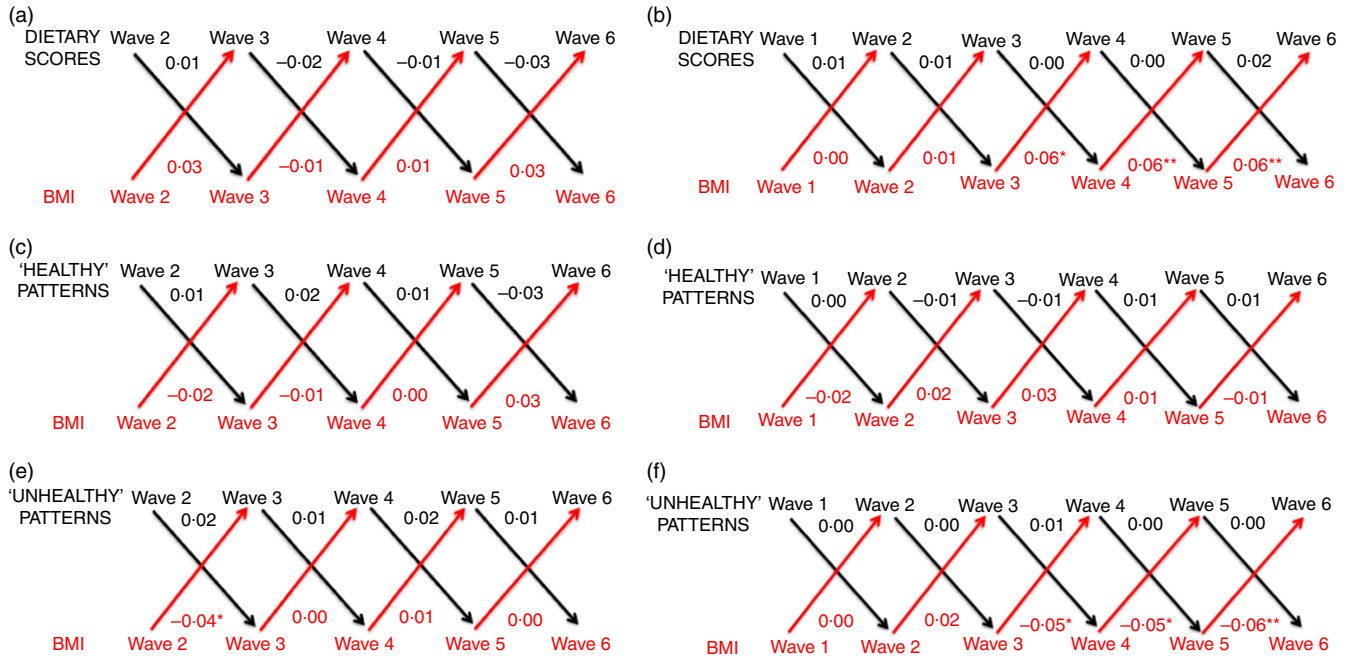 (a)
DIETARY Wave 2 Wave 3 Wave 4 Wave 5 Wave 6
SCORES 0·01 −0·02 −0·01 −0·03
0·03 −0·01 0·01 0·03
BMI Wave 2 Wave 3 Wave 4 Wave 5 Wave 6
(b)
DIETARY Wave 1 Wave 2 Wave 3 Wave 4 Wave 5 Wave 6
SCORES 0·01 0·01 0·00 0·00 0·02
0·00 0·01 0·06* 0·06** 0·06**
BMI Wave 1 Wave 2 Wave 3 Wave 4 Wave 5 Wave 6
(c)
‘HEALTHY’ Wave 2 Wave 3 Wave 4 Wave 5 Wave 6
PATTERNS 0·01 0·02 0·01 −0·03
−0·02 −0·01 0·00 0·03
BMI Wave 2 Wave 3 Wave 4 Wave 5 Wave 6
(d)
‘HEALTHY’ Wave 1 Wave 2 Wave 3 Wave 4 Wave 5 Wave 6
PATTERNS 0·00 −0·01 −0·01 0·01 0·01
−0·02 0·02 0·03 0·01 −0·01
BMI Wave 1 Wave 2 Wave 3 Wave 4 Wave 5 Wave 6
(e)
‘UNHEALTHY’ Wave 2 Wave 3 Wave 4 Wave 5 Wave 6
PATTERNS 0·02 0·01 0·02 0·01
−0·04* 0·00 0·01 0·00
BMI Wave 2 Wave 3 Wave 4 Wave 5 Wave 6
(f)
‘UNHEALTHY’ Wave 1 Wave 2 Wave 3 Wave 4 Wave 5 Wave 6
PATTERNS 0·00 0·00 0·01 0·00 0·00
0·00 0·02 −0·05* −0·05* −0·06**
BMI Wave 1 Wave 2 Wave 3 Wave 4 Wave 5 Wave 6